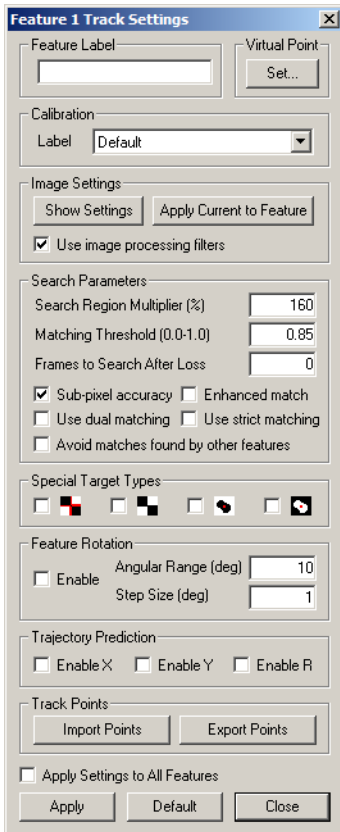 Feature 1 Track Settings
Feature Label
Virtual Point
Set...
Calibration
Label Default
Image Settings
Show Settings Apply Current to Feature
Use image processing filters
Search Parameters
Search Region Multiplier (%) 160
Matching Threshold (0.0-1.0) 0.85
Frames to Search After Loss 0
Sub-pixel accuracy Enhanced match
Use dual matching Use strict matching
Avoid matches found by other features
Special Target Types
Feature Rotation
Enable
Angular Range (deg) 10
Step Size (deg) 1
Trajectory Prediction
Enable X Enable Y Enable R
Track Points
Import Points Export Points
Apply Settings to All Features
Apply Default Close